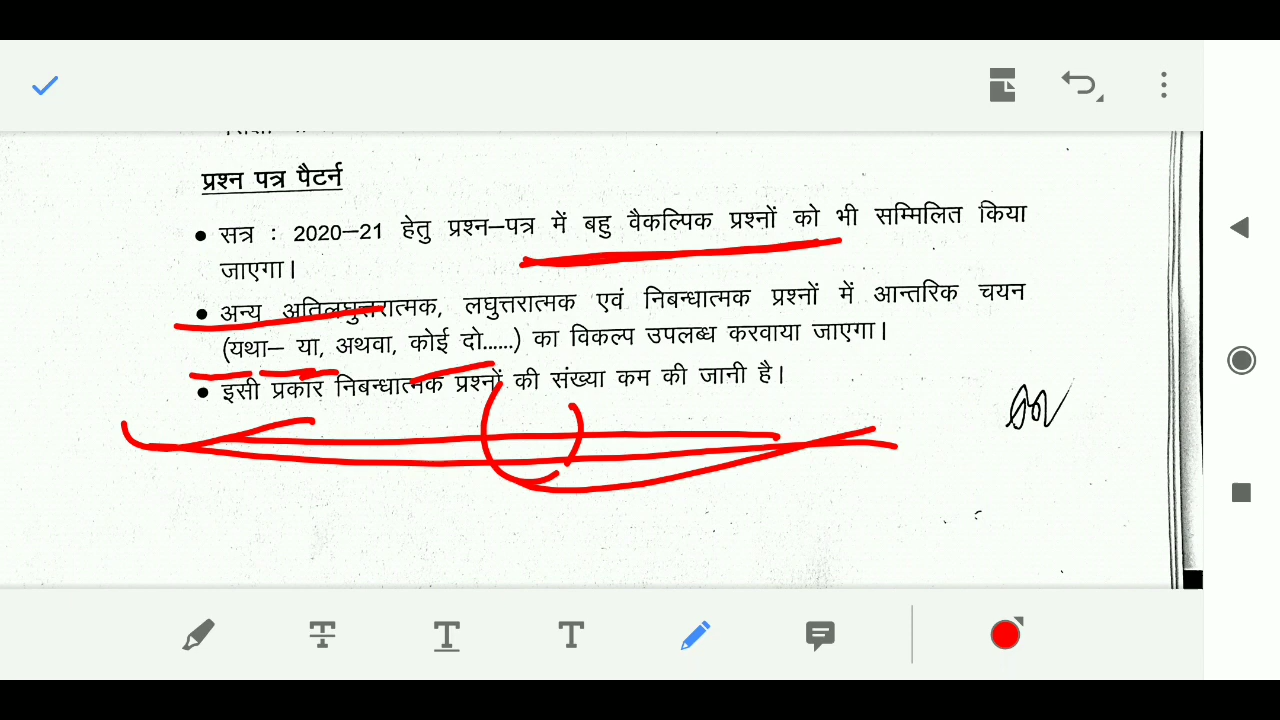 प्रश्न पत्र पैटर्न
● सत्र : 2020–21 हेतु प्रश्न–पत्र में बहु वैकल्पिक प्रश्नों को भी सम्मिलित किया
जाएगा।
● अन्य अतिलघुत्तरात्मक, लघुत्तरात्मक एवं निबन्धात्मक प्रश्नों में आन्तरिक चयन
(यथा– या, अथवा, कोई दो......) का विकल्प उपलब्ध करवाया जाएगा।
● इसी प्रकार निबन्धात्मक प्रश्नों की संख्या कम की जानी है।